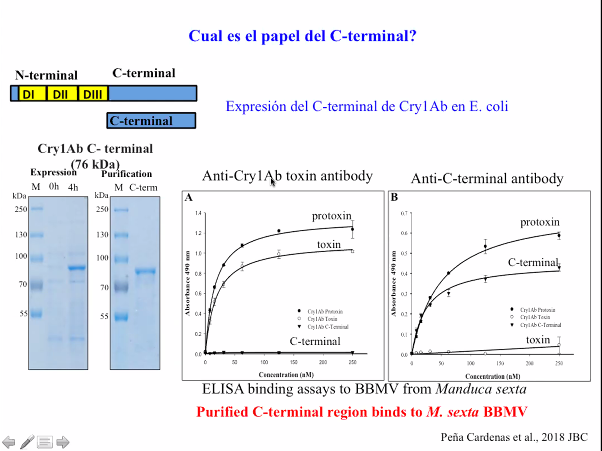 Cual es el papel del C-terminal?
N-terminal
C-terminal
DI DII DIII
C-terminal
Expresión del C-terminal de Cry1Ab en E. coli
Cry1Ab C- terminal
(76 kDa)
Expression
Purification
M 0h 4h
M C-term
kDa
250
130
100
70
55
kDa
250
130
100
70
55
Anti-Cry1Ab toxin antibody
A
protoxin
toxin
C-terminal
Absorbance 490 nm
1.4
1.2
1.0
0.8
0.6
0.4
0.2
0.0
Cry1Ab Protoxin
Cry1Ab Toxin
Cry1Ab C-Terminal
0 50 100 150 200 250
Concentration (nM)
Anti-C-terminal antibody
B
protoxin
C-terminal
toxin
Absorbance 490 nm
0.7
0.6
0.5
0.4
0.3
0.2
0.1
0.0
Cry1Ab Protoxin
Cry1Ab Toxin
Cry1Ab C-Terminal
0 50 100 150 200 250
Concentration (nM)
ELISA binding assays to BBMV from Manduca sexta
Purified C-terminal region binds to M. sexta BBMV
Peña Cardenas et al., 2018 JBC